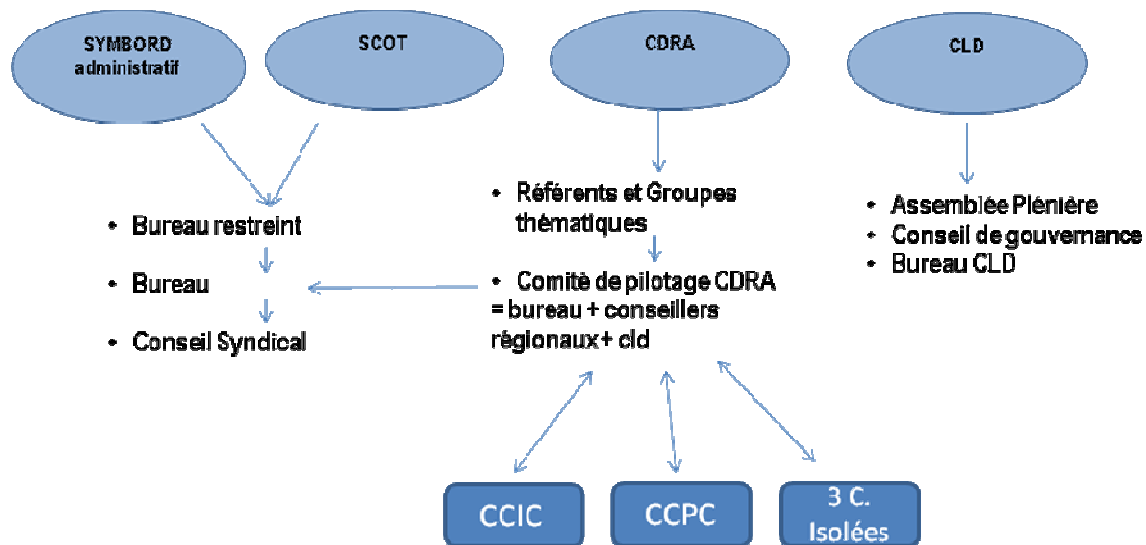 SYMBORD
administratif
SCOT
CDRA
CLD
• Bureau restreint
• Bureau
• Conseil Syndical
• Référents et Groupes
thématiques
• Comitè de pilotage CDRA
= bureau + conseillers
régionaux + cld
• Assemblée Plénière
• Conseil de gouvernance
• Bureau CLD
CCIC
CCPC
3 C.
Isolées